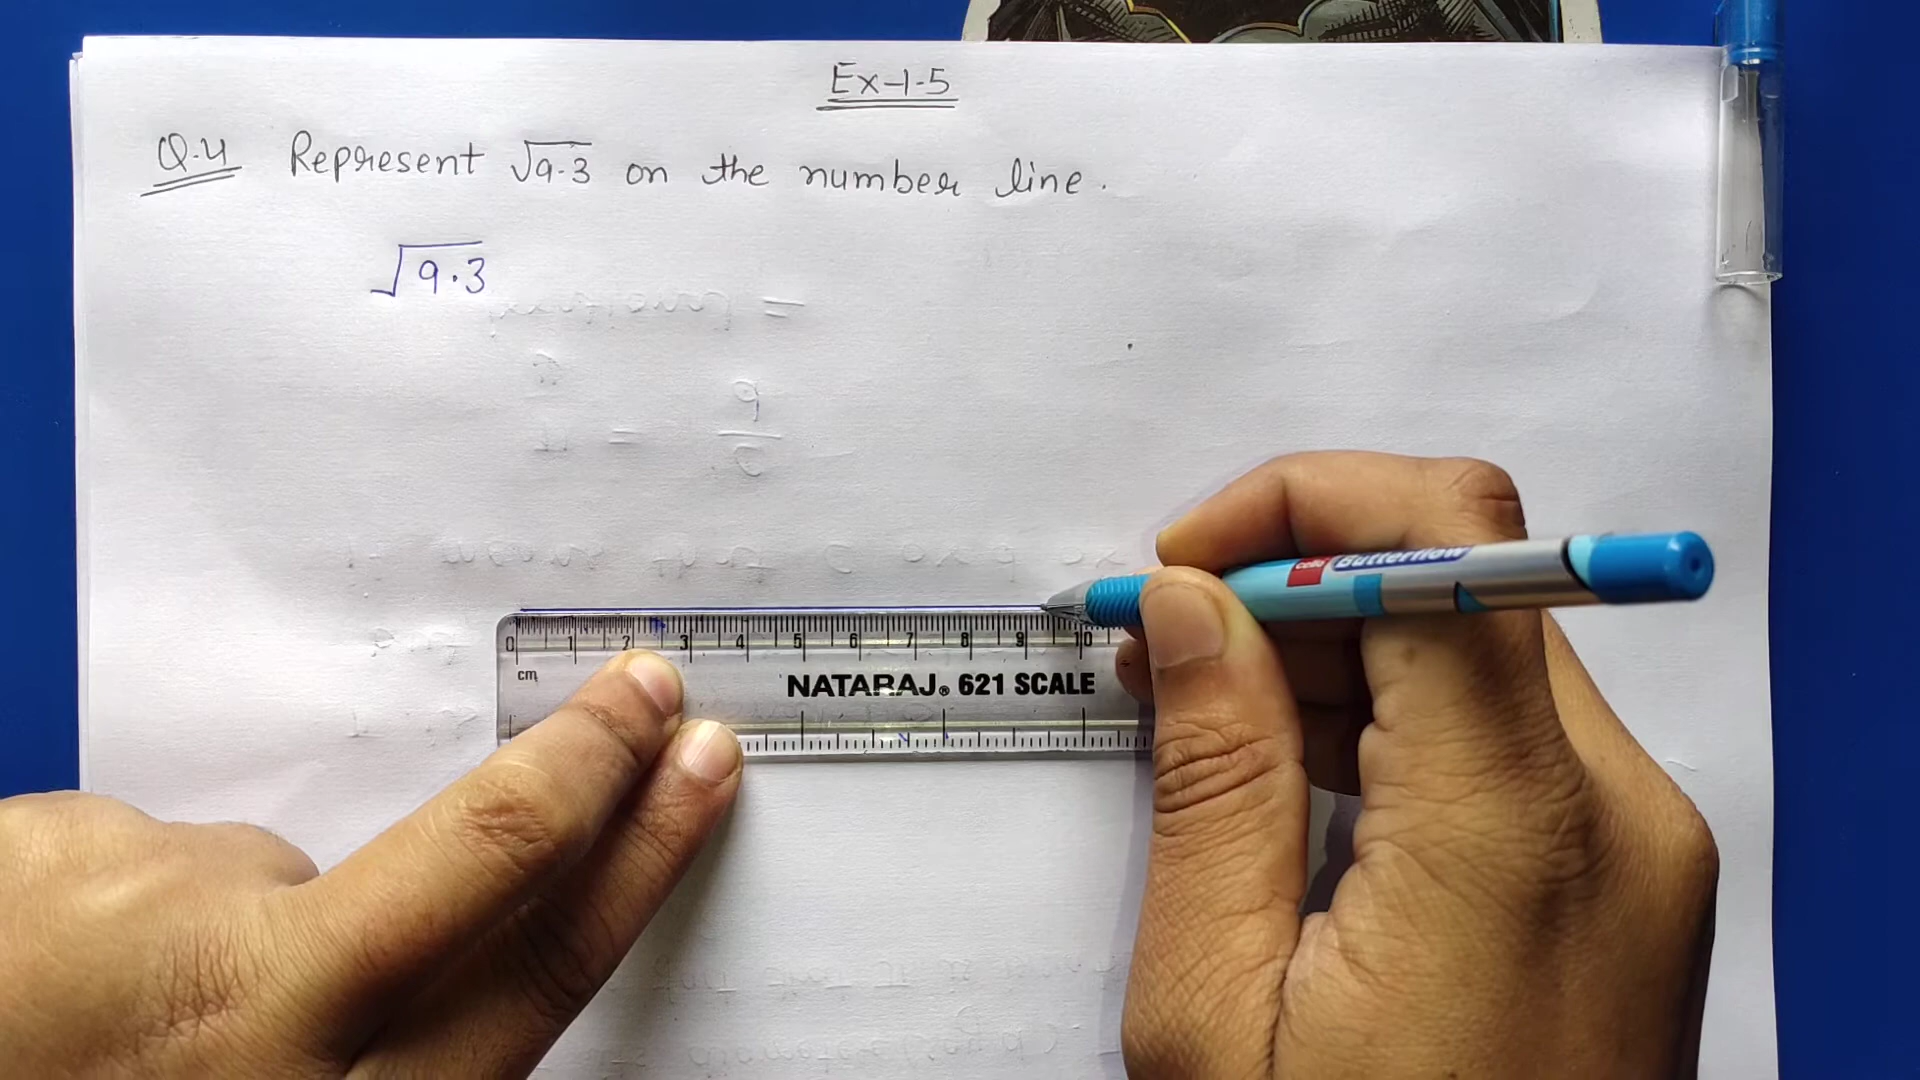 Ex-1.5
Q.4 Represent √9.3 on the number line.
√9.3
cello Butterflow
0 1 2 3 4 5 6 7 8 9 10
cm
NATARAJ® 621 SCALE